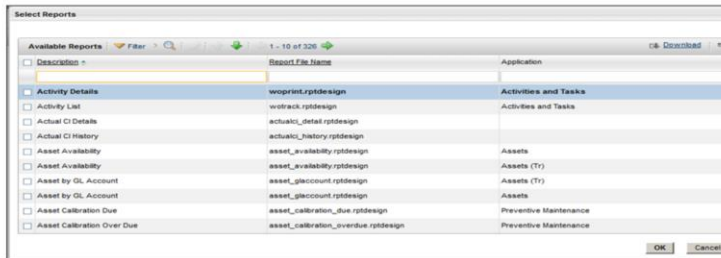 Select Reports
Available Reports Filter 1 - 10 of 326 Download
Description Report File Name Application
Activity Details woprint.rptdesign Activities and Tasks
Activity List wotrack.rptdesign Activities and Tasks
Actual CI Details actualci_detail.rptdesign
Actual CI History actualci_history.rptdesign
Asset Availability asset_availability.rptdesign Assets
Asset Availability asset_availability.rptdesign Assets (Tr)
Asset by GL Account asset_glaccount.rptdesign Assets (Tr)
Asset by GL Account asset_glaccount.rptdesign Assets
Asset Calibration Due asset_calibration_due.rptdesign Preventive Maintenance
Asset Calibration Over Due asset_calibration_overdue.rptdesign Preventive Maintenance
OK Cancel